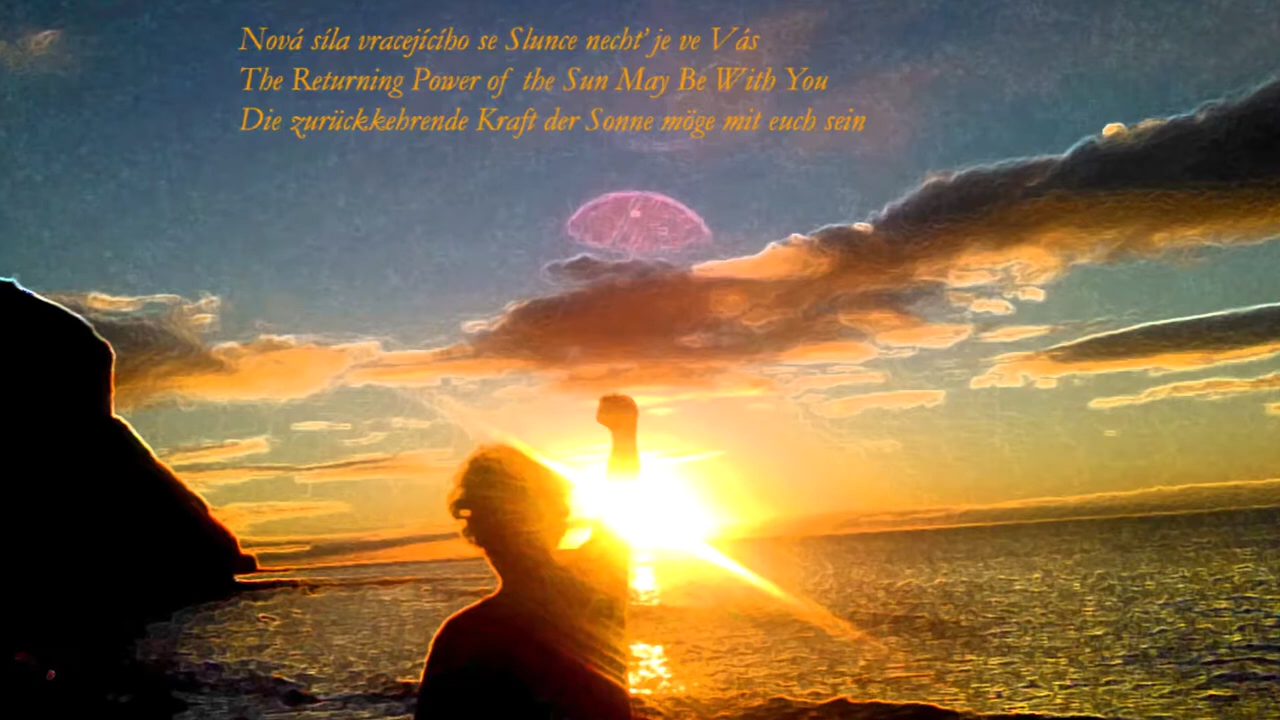 Nová síla vracejícího se Slunce nechť je ve Vás
The Returning Power of the Sun May Be With You
Die zurückkehrende Kraft der Sonne möge mit euch sein